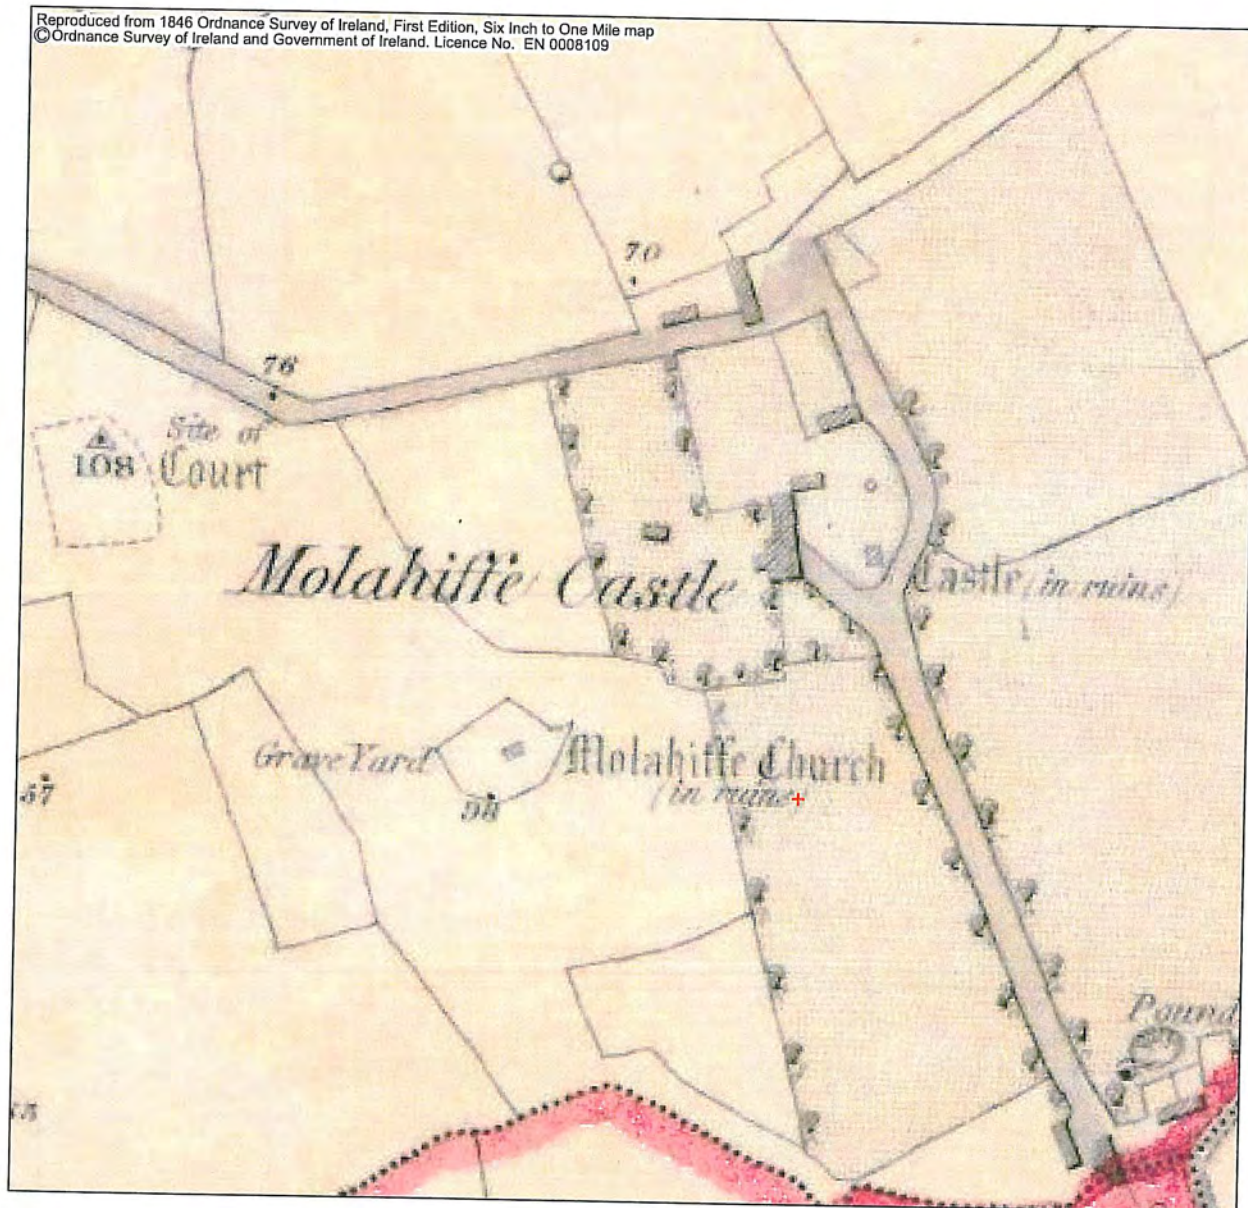 Reproduced from 1846 Ordnance Survey of Ireland, First Edition, Six Inch to One Mile map
©Ordnance Survey of Ireland and Government of Ireland. Licence No. EN 0008109
70
76
Site of
108 Court
Molahiffe Castle
Castle (in ruins)
Grave Yard
Molahiffe Church
(in ruins)
57
98
Pound